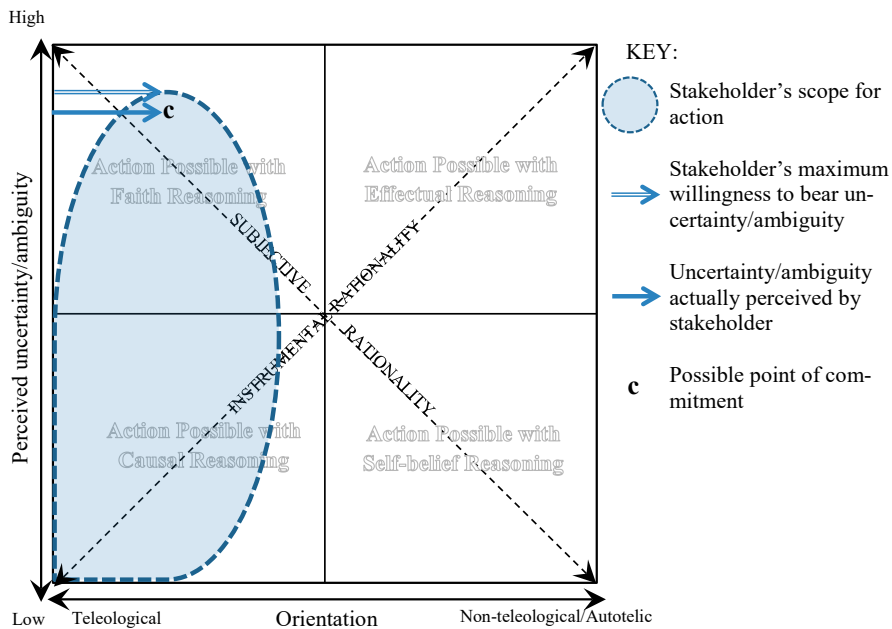 High
KEY:
Stakeholder’s scope for
action
c
Action Possible with
Faith Reasoning
Action Possible with
Effectual Reasoning
Stakeholder’s maximum
willingness to bear un-
certainty/ambiguity
SUBJECTIVE
INSTRUMENTAL RATIONALITY
RATIONALITY
Uncertainty/ambiguity
actually perceived by
stakeholder
Perceived uncertainty/ambiguity
c
Possible point of com-
mitment
Action Possible with
Causal Reasoning
Action Possible with
Self-belief Reasoning
Low
Teleological
Orientation
Non-teleological/Autotelic